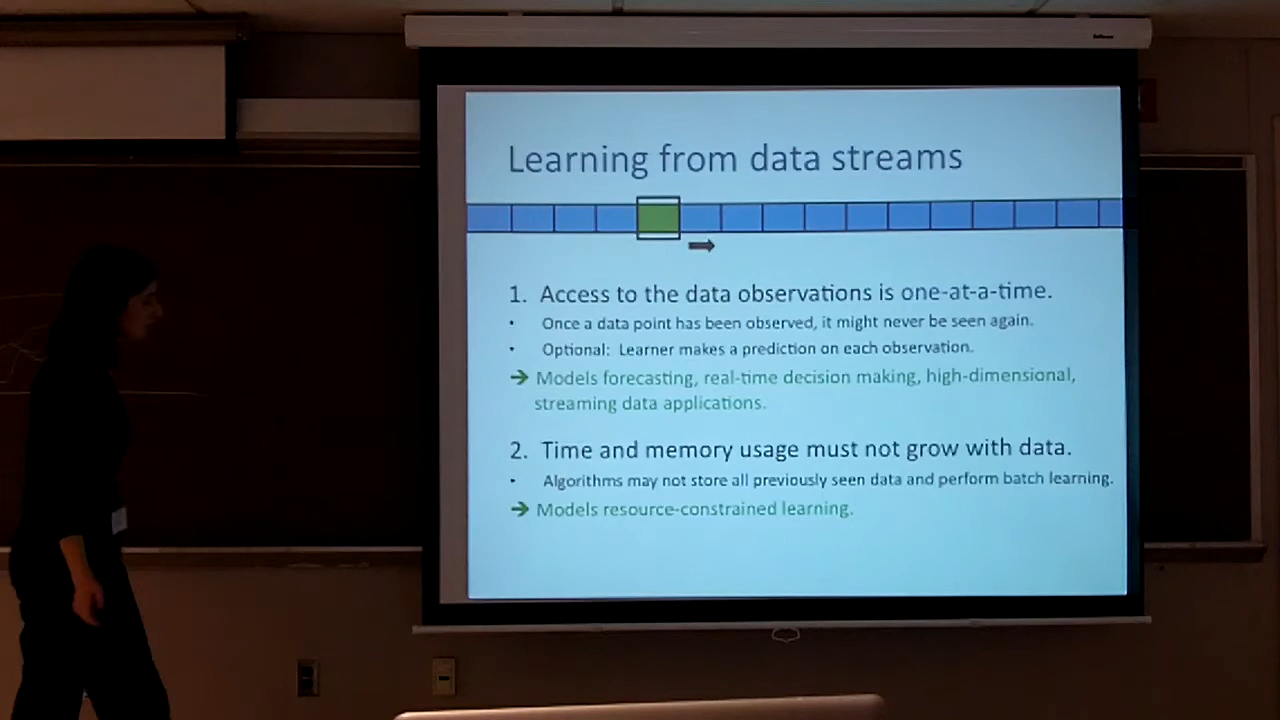 Learning from data streams
1. Access to the data observations is one-at-a-time.
• Once a data point has been observed, it might never be seen again.
• Optional: Learner makes a prediction on each observation.
→ Models forecasting, real-time decision making, high-dimensional,
streaming data applications.
2. Time and memory usage must not grow with data.
• Algorithms may not store all previously seen data and perform batch learning.
→ Models resource-constrained learning.